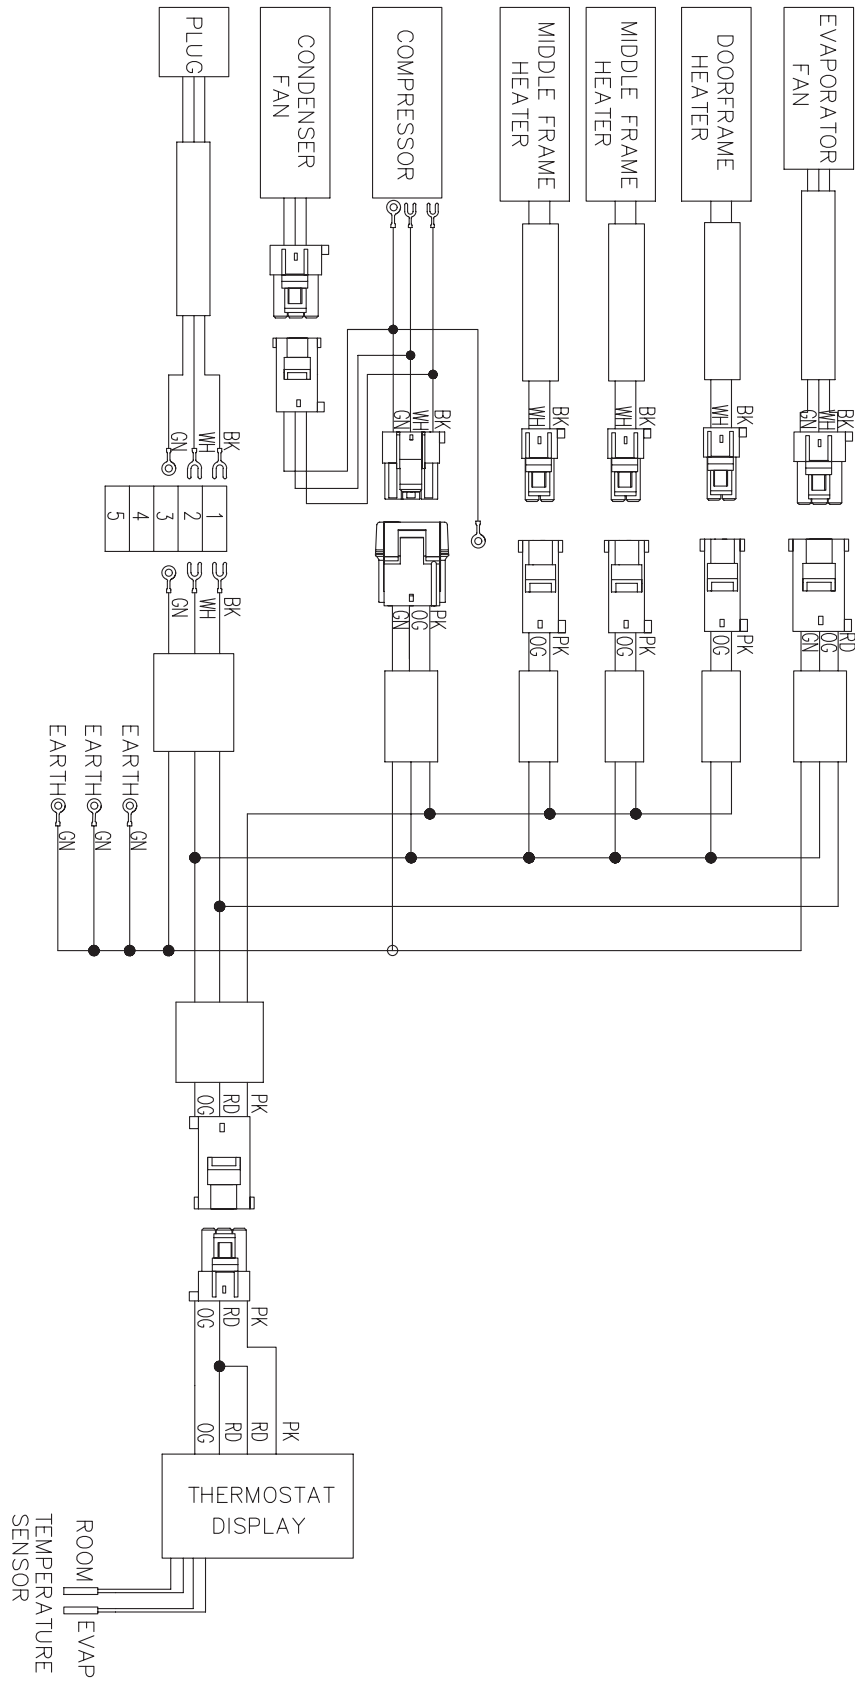 PLUG
CONDENSER
FAN
COMPRESSOR
MIDDLE FRAME
HEATER
MIDDLE FRAME
HEATER
DOORFRAME
HEATER
EVAPORATOR
FAN
BK
WH
GN
BK
WH
GN
BK
WH
BK
WH
BK
WH
BK
WH
GN
1
2
3
4
5
BK
WH
GN
PK
OG
GN
PK
OG
PK
OG
PK
OG
RD
OG
GN
EARTH
GN
EARTH
GN
EARTH
GN
PK
RD
OG
PK
RD
OG
PK
RD
RD
OG
THERMOSTAT
DISPLAY
ROOM
EVAP
TEMPERATURE
SENSOR